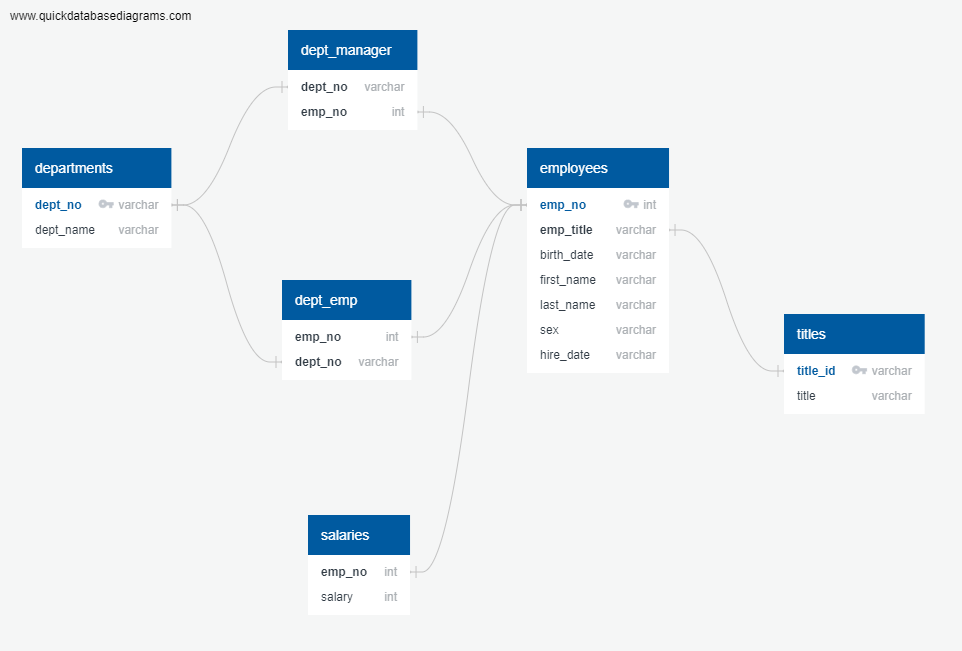 www.quickdatabasediagrams.com
dept_manager
dept_no varchar
emp_no int
departments
dept_no varchar
dept_name varchar
employees
emp_no int
emp_title varchar
birth_date varchar
first_name varchar
last_name varchar
sex varchar
hire_date varchar
dept_emp
emp_no int
dept_no varchar
titles
title_id varchar
title varchar
salaries
emp_no int
salary int